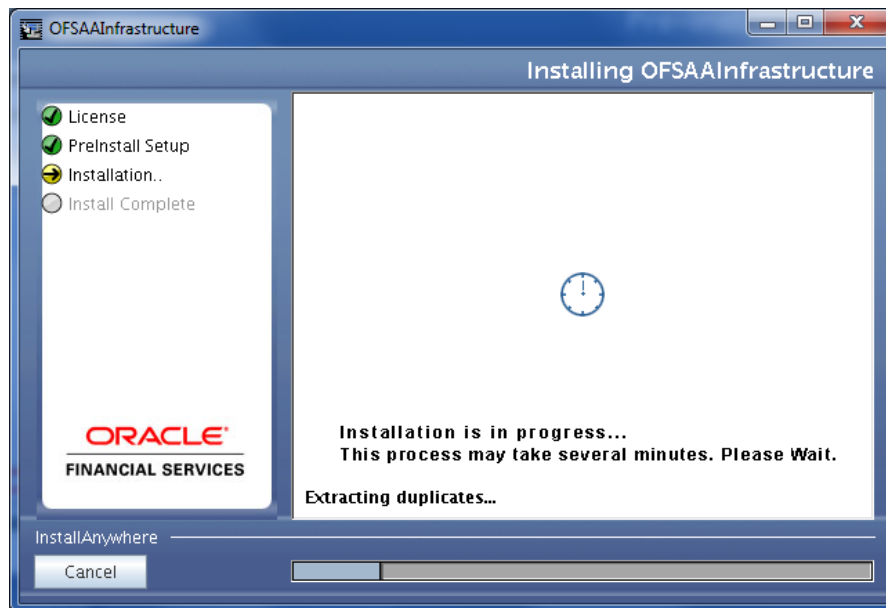 OFSAAInfrastructure
Installing OFSAAInfrastructure
License
PreInstall Setup
Installation..
Install Complete
ORACLE
FINANCIAL SERVICES
Installation is in progress...
This process may take several minutes. Please Wait.
Extracting duplicates...
InstallAnywhere
Cancel